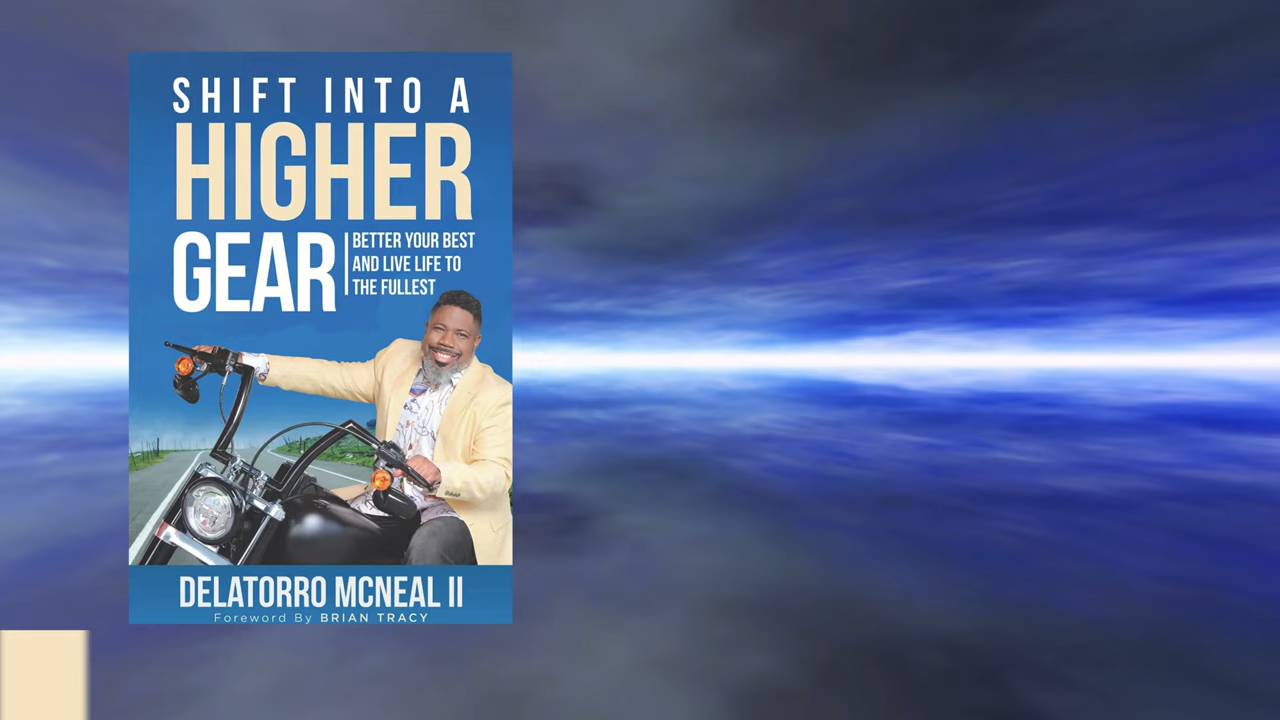 SHIFT INTO A
HIGHER
GEAR
BETTER YOUR BEST
AND LIVE LIFE TO
THE FULLEST
DELATORRO MCNEAL II
Foreword By BRIAN TRACY